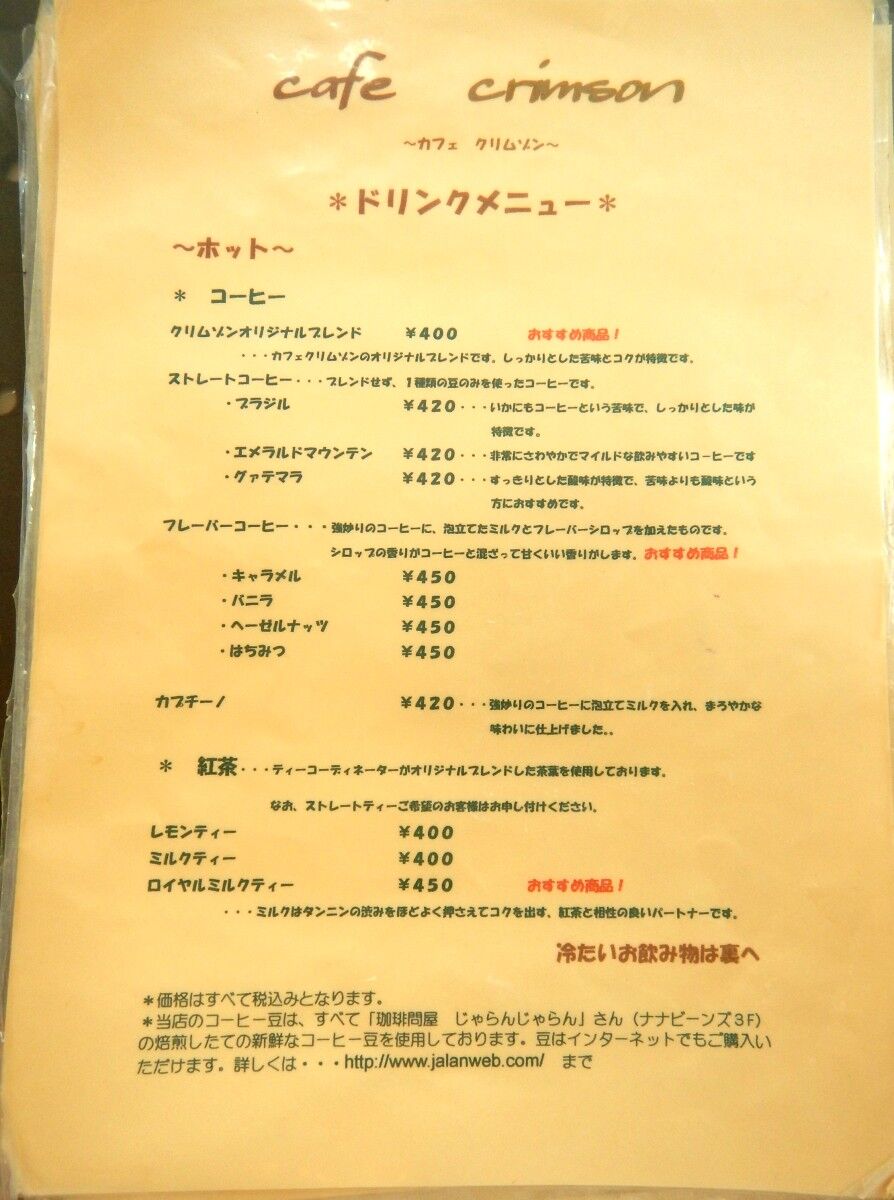 cafe crimson
～カフェ クリムゾン～
＊ドリンクメニュー＊
～ホット～
＊ コーヒー
クリムゾンオリジナルブレンド ￥400 おすすめ商品！
・・・カフェクリムゾンのオリジナルブレンドです。しっかりとした苦味とコクが特徴です。
ストレートコーヒー・・・ブレンドせず、1種類の豆のみを使ったコーヒーです。
・ブラジル ￥420・・・いかにもコーヒーという苦味で、しっかりとした味が
特徴です。
・エメラルドマウンテン ￥420・・・非常にさわやかでマイルドな飲みやすいコーヒーです
・グァテマラ ￥420・・・すっきりとした酸味が特徴で、苦味よりも酸味という
方におすすめです。
フレーバーコーヒー・・・強炒りのコーヒーに、泡立てたミルクとフレーバーシロップを加えたものです。
シロップの香りがコーヒーと混ざって甘くいい香りがします。おすすめ商品！
・キャラメル ￥450
・バニラ ￥450
・ヘーゼルナッツ ￥450
・はちみつ ￥450
カプチーノ ￥420・・・強炒りのコーヒーに泡立てミルクを入れ、まろやかな
味わいに仕上げました。。
＊ 紅茶・・・ティーコーディネーターがオリジナルブレンドした茶葉を使用しております。
なお、ストレートティーご希望のお客様はお申し付けください。
レモンティー ￥400
ミルクティー ￥400
ロイヤルミルクティー ￥450 おすすめ商品！
・・・ミルクはタンニンの渋みをほどよく押さえてコクを出す、紅茶と相性の良いパートナーです。
冷たいお飲み物は裏へ
＊価格はすべて税込みとなります。
＊当店のコーヒー豆は、すべて「珈琲問屋 じゃらんじゃらん」さん（ナナビーンズ3F）
の焙煎したての新鮮なコーヒー豆を使用しております。豆はインターネットでもご購入い
ただけます。詳しくは・・・http://www.jalanweb.com/ まで